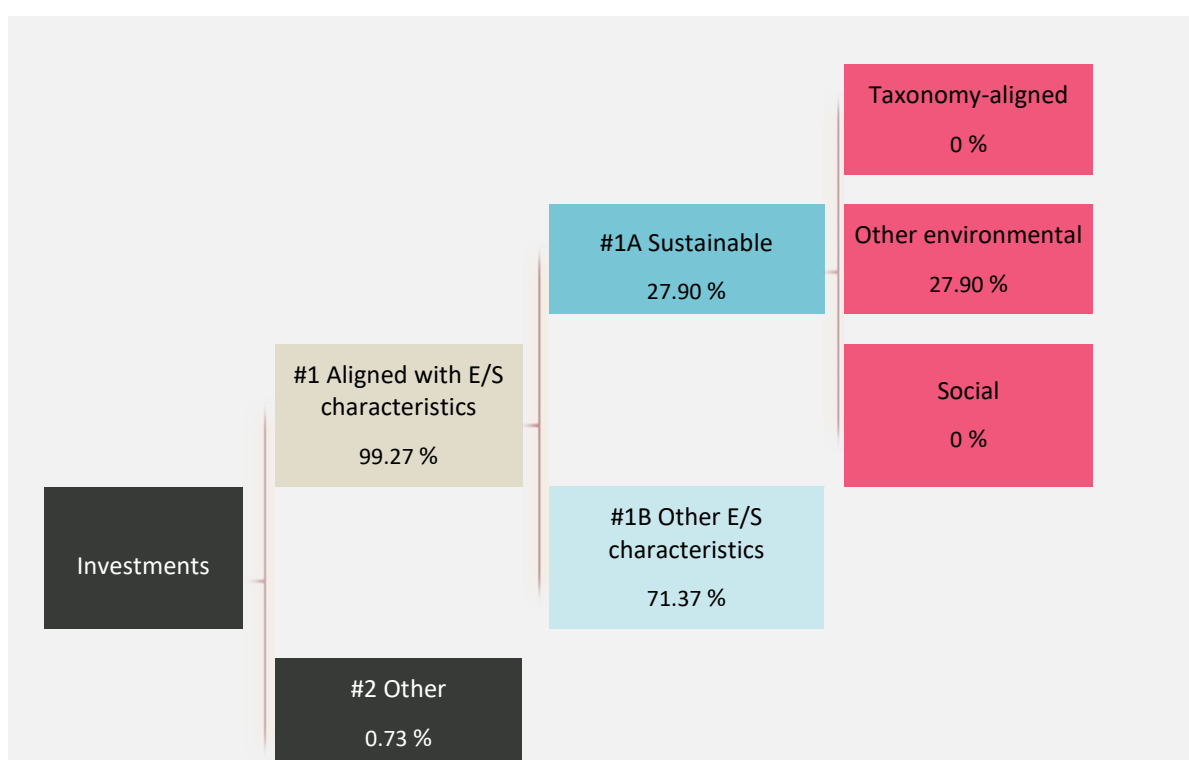 Investments
#1 Aligned with E/S
characteristics
99.27 %
#2 Other
0.73 %
#1A Sustainable
27.90 %
#1B Other E/S
characteristics
71.37 %
Taxonomy-aligned
0 %
Other environmental
27.90 %
Social
0 %